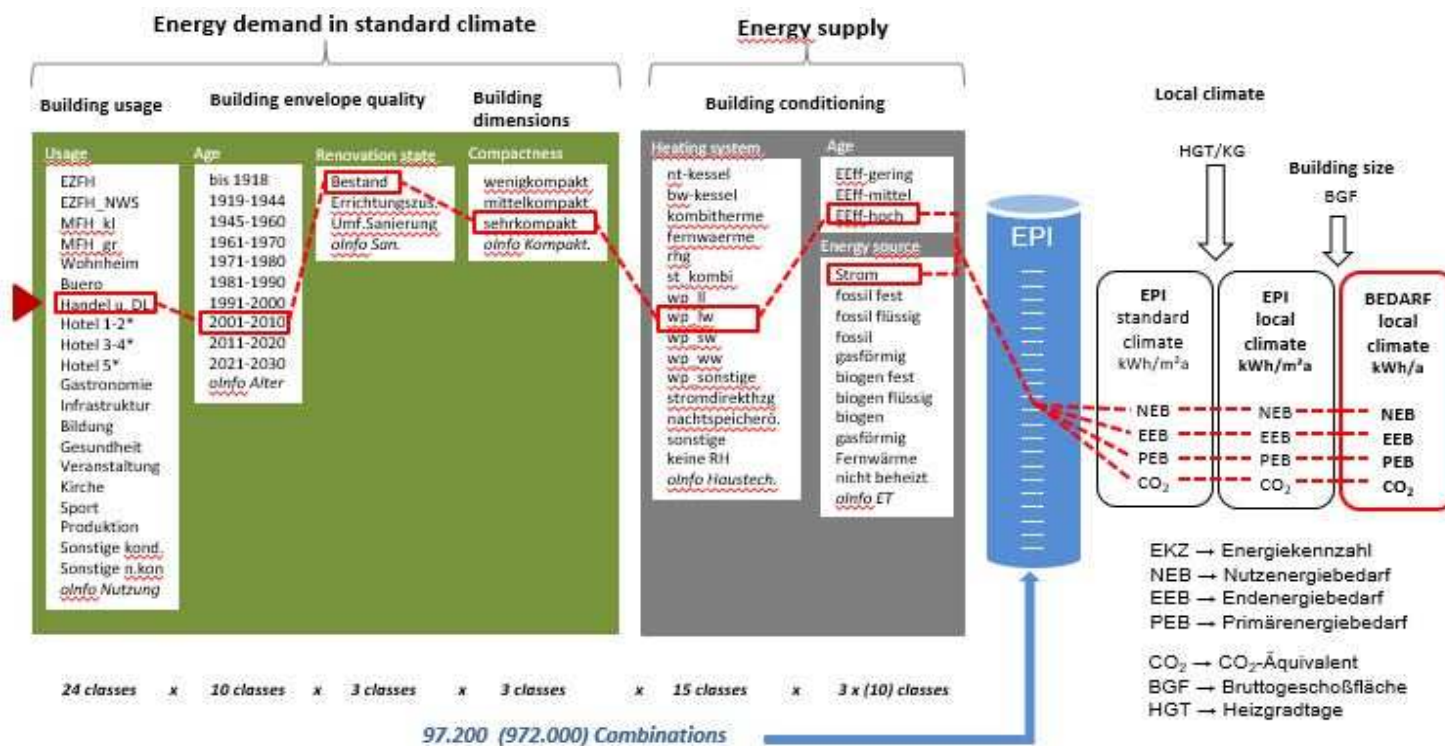 Energy demand in standard climate
Energy supply
Building usage
Building envelope quality
Building
dimensions
Building conditioning
Local climate
Building size
Usage
EZFH
EZFH_NWS
MFH_kl
MFH_gr
Wohnheim
Buero
Handel u. DL
Hotel 1-2*
Hotel 3-4*
Hotel 5*
Gastronomie
Infrastruktur
Bildung
Gesundheit
Veranstaltung
Kirche
Sport
Produktion
Sonstige kond.
Sonstige n.kon
oInfo Nutzung
Age
bis 1918
1919-1944
1945-1960
1961-1970
1971-1980
1981-1990
1991-2000
2001-2010
2011-2020
2021-2030
oInfo Alter
Renovation state
Bestand
Errichtungszus.
Umf.Sanierung
oInfo San.
Compactness
wenigkompakt
mittelkompakt
sehrkompakt
oInfo Kompakt.
Heating system
nt-kessel
bw-kessel
kombitherme
fernwaerme
rhg
st_kombi
wp_ll
wp_lw
wp_sw
wp_ww
wp_sonstige
stromdirekthzg
nachtspeicherö.
sonstige
keine RH
oInfo Haustech.
Age
EEff-gering
EEff-mittel
EEff-hoch
Energy source
Strom
fossil fest
fossil flüssig
fossil
gasförmig
biogen fest
biogen flüssig
biogen
gasförmig
Fernwärme
nicht beheizt
oInfo ET
EPI
HGT/KG
BGF
EPI
standard
climate
kWh/m²a
NEB
EEB
PEB
CO₂
EPI
local
climate
kWh/m²a
NEB
EEB
PEB
CO₂
BEDARF
local
climate
kWh/a
NEB
EEB
PEB
CO₂
EKZ → Energiekennzahl
NEB → Nutzenergiebedarf
EEB → Endenergiebedarf
PEB → Primärenergiebedarf
CO₂ → CO₂-Äquivalent
BGF → Bruttogeschoßfläche
HGT → Heizgradtage
24 classes x 10 classes x 3 classes x 3 classes x 15 classes x 3 x (10) classes
97.200 (972.000) Combinations